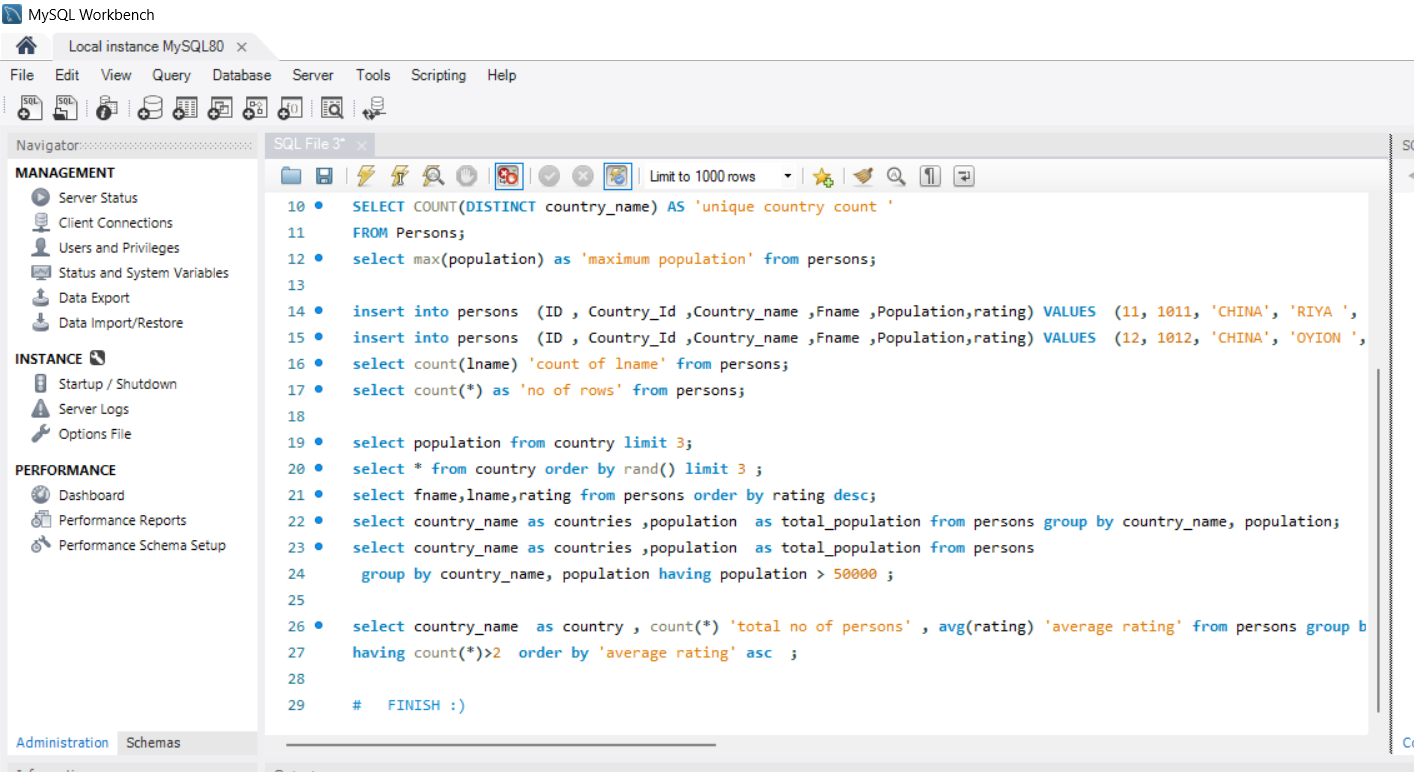 MySQL Workbench
Local instance MySQL80
File Edit View Query Database Server Tools Scripting Help
Navigator
MANAGEMENT
Server Status
Client Connections
Users and Privileges
Status and System Variables
Data Export
Data Import/Restore
INSTANCE
Startup / Shutdown
Server Logs
Options File
PERFORMANCE
Dashboard
Performance Reports
Performance Schema Setup
Administration Schemas
SQL File 3*
Limit to 1000 rows
10 SELECT COUNT(DISTINCT country_name) AS 'unique country count '
11 FROM Persons;
12 select max(population) as 'maximum population' from persons;
13
14 insert into persons  (ID , Country_Id ,Country_name ,Fname ,Population,rating) VALUES  (11, 1011, 'CHINA', 'RIYA ',
15 insert into persons  (ID , Country_Id ,Country_name ,Fname ,Population,rating) VALUES  (12, 1012, 'CHINA', 'OYION ',
16 select count(lname) 'count of lname' from persons;
17 select count(*) as 'no of rows' from persons;
18
19 select population from country limit 3;
20 select * from country order by rand() limit 3 ;
21 select fname,lname,rating from persons order by rating desc;
22 select country_name as countries ,population  as total_population from persons group by country_name, population;
23 select country_name as countries ,population  as total_population from persons
24 group by country_name, population having population > 50000 ;
25
26 select country_name  as country , count(*) 'total no of persons' , avg(rating) 'average rating' from persons group b
27 having count(*)>2  order by 'average rating' asc  ;
28
29 #   FINISH :)